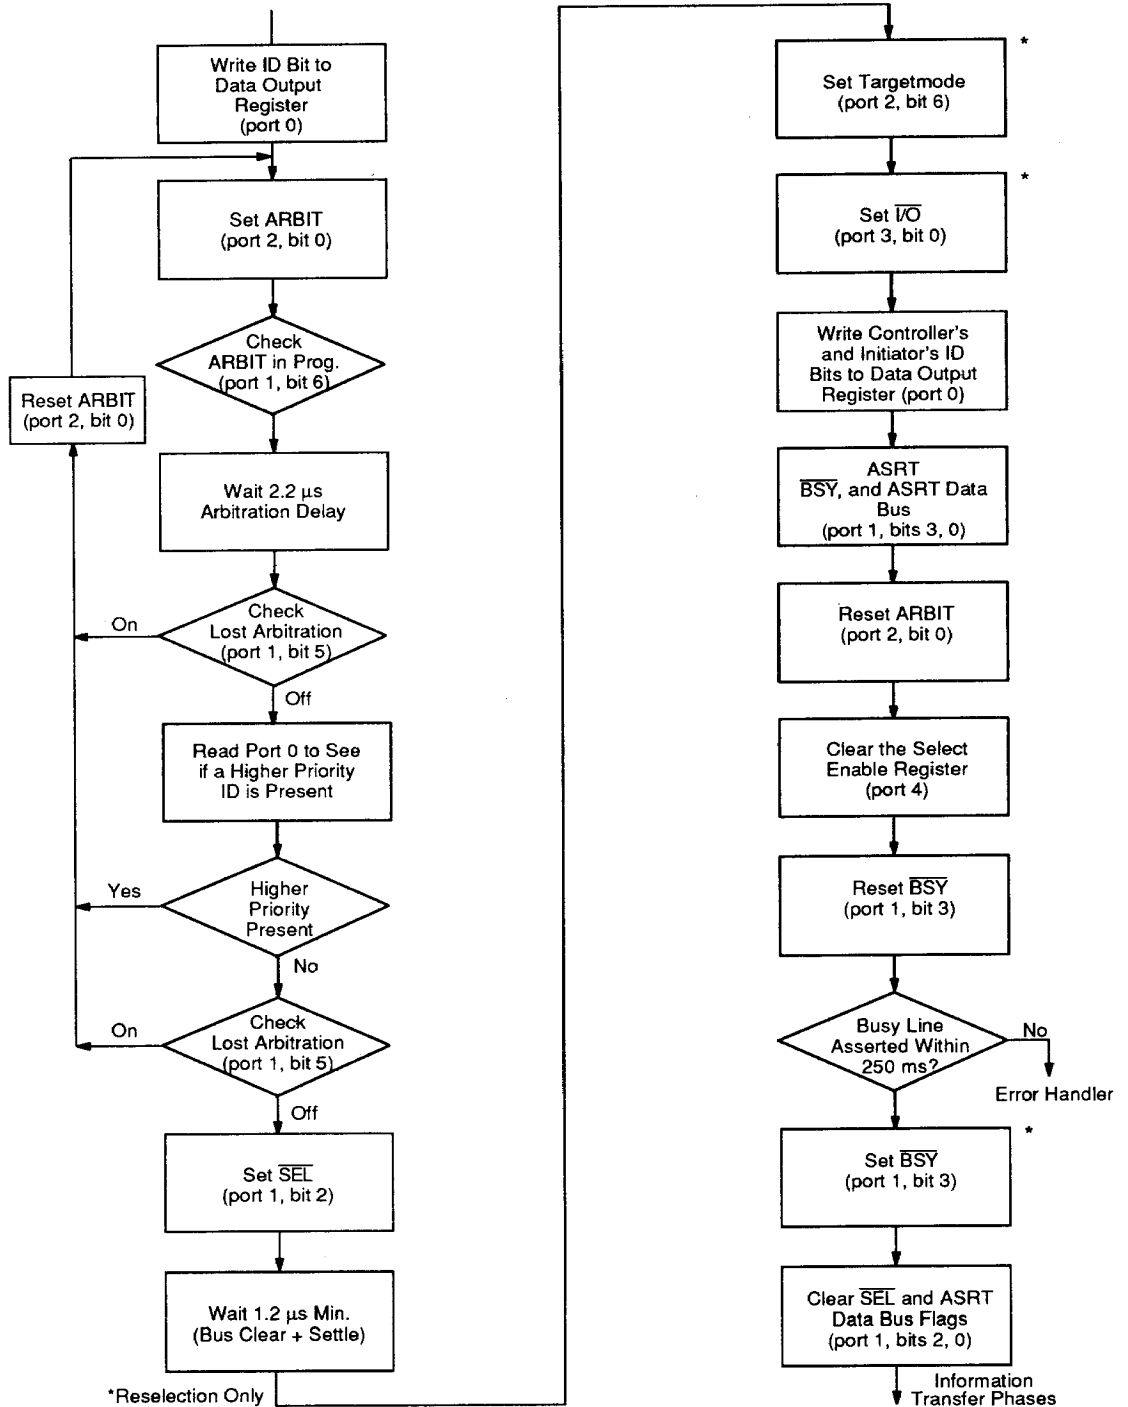 Write ID Bit to
Data Output
Register
(port 0)
Set ARBIT
(port 2, bit 0)
Check
ARBIT in Prog.
(port 1, bit 6)
Reset ARBIT
(port 2, bit 0)
Wait 2.2 μs
Arbitration Delay
Check
Lost Arbitration
(port 1, bit 5)
On
Off
Read Port 0 to See
if a Higher Priority
ID is Present
Higher
Priority
Present
Yes
No
Check
Lost Arbitration
(port 1, bit 5)
On
Off
Set S̅E̅L̅
(port 1, bit 2)
Wait 1.2 μs Min.
(Bus Clear + Settle)
*Reselection Only
*
Set Targetmode
(port 2, bit 6)
*
Set I̅/̅O̅
(port 3, bit 0)
Write Controller's
and Initiator's ID
Bits to Data Output
Register (port 0)
ASRT
B̅S̅Y̅, and ASRT Data
Bus
(port 1, bits 3, 0)
Reset ARBIT
(port 2, bit 0)
Clear the Select
Enable Register
(port 4)
Reset B̅S̅Y̅
(port 1, bit 3)
Busy Line
Asserted Within
250 ms?
No
Error Handler
*
Set B̅S̅Y̅
(port 1, bit 3)
Clear S̅E̅L̅ and ASRT
Data Bus Flags
(port 1, bits 2, 0)
Information
Transfer Phases